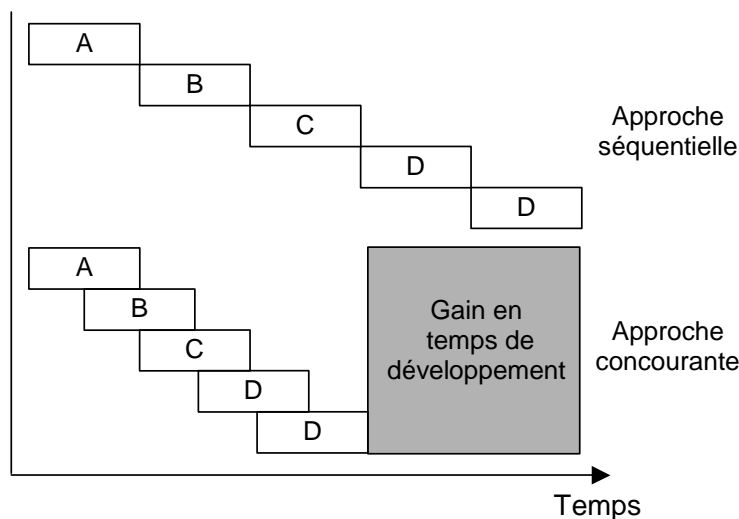 A
B
C
D
D
Approche
séquentielle
A
B
C
D
D
Gain en
temps de
développement
Approche
concourante
Temps